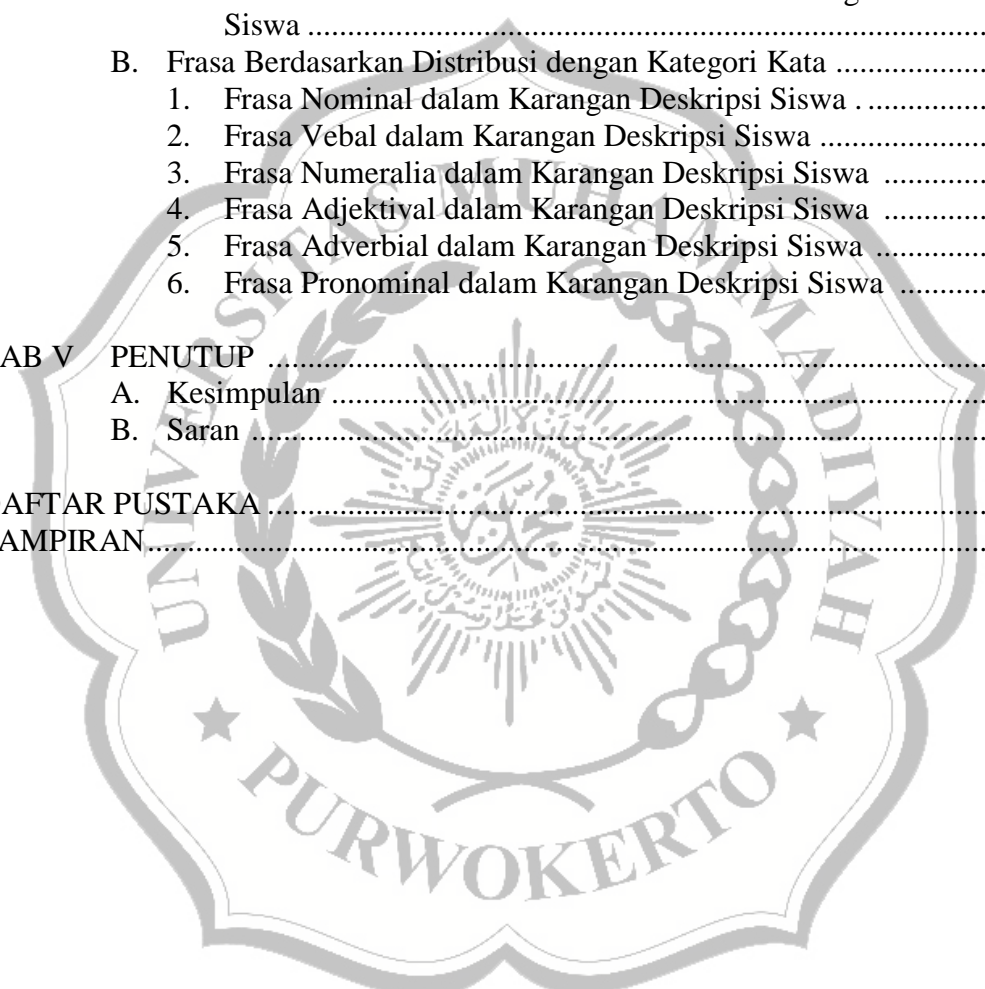 Siswa ................................................................................
B. Frasa Berdasarkan Distribusi dengan Kategori Kata ..................
1. Frasa Nominal dalam Karangan Deskripsi Siswa . ..............
2. Frasa Vebal dalam Karangan Deskripsi Siswa ....................
3. Frasa Numeralia dalam Karangan Deskripsi Siswa .............
4. Frasa Adjektival dalam Karangan Deskripsi Siswa .............
5. Frasa Adverbial dalam Karangan Deskripsi Siswa ..............
6. Frasa Pronominal dalam Karangan Deskripsi Siswa ...........
AB V PENUTUP ................................................................................
A. Kesimpulan ................................................................................
B. Saran ................................................................................
AFTAR PUSTAKA ................................................................................
AMPIRAN................................................................................
UNIVERSITAS MUHAMMADIYAH
PURWOKERTO